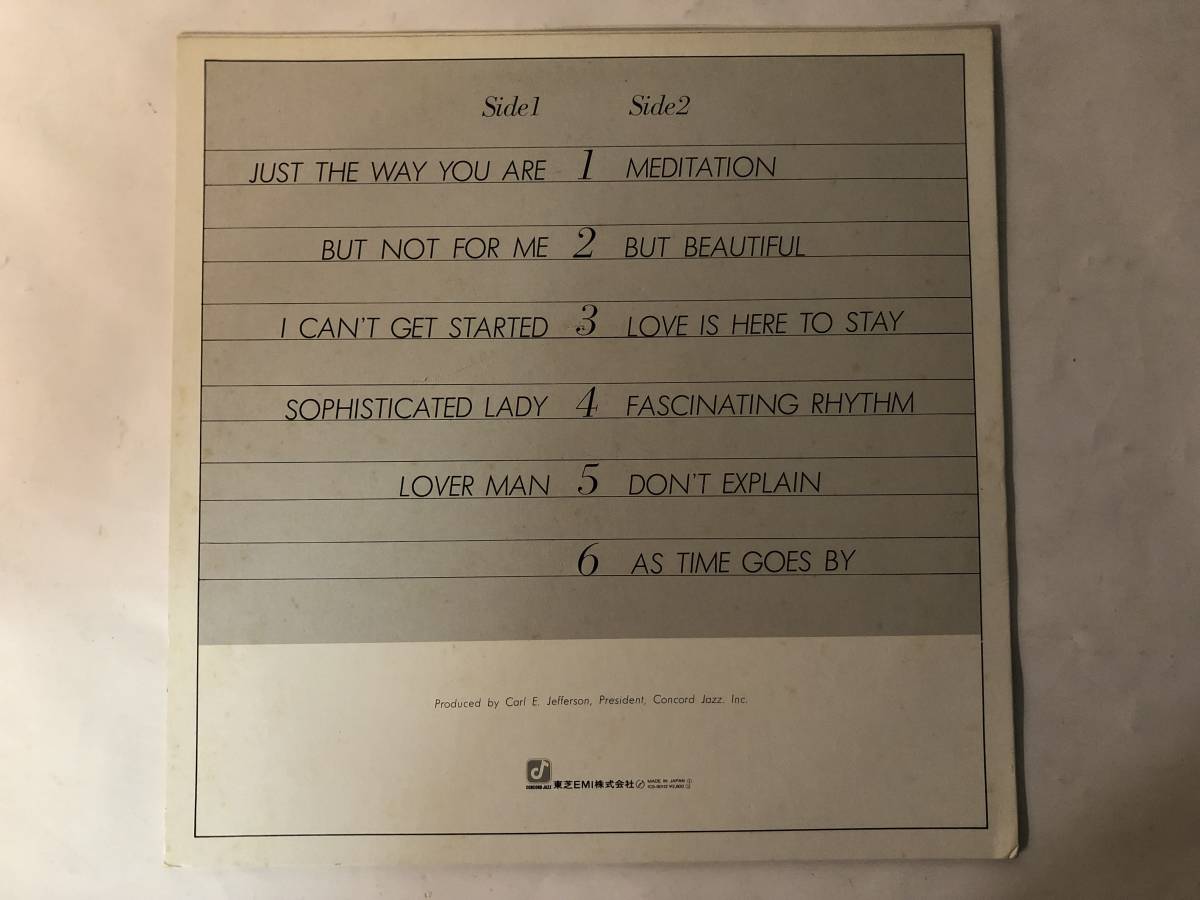 Side1 Side2
JUST THE WAY YOU ARE 1 MEDITATION
BUT NOT FOR ME 2 BUT BEAUTIFUL
I CAN'T GET STARTED 3 LOVE IS HERE TO STAY
SOPHISTICATED LADY 4 FASCINATING RHYTHM
LOVER MAN 5 DON'T EXPLAIN
6 AS TIME GOES BY
Produced by Carl E. Jefferson, President, Concord Jazz. Inc.
CONCORD JAZZ 東芝EMI株式会社 MADE IN JAPAN